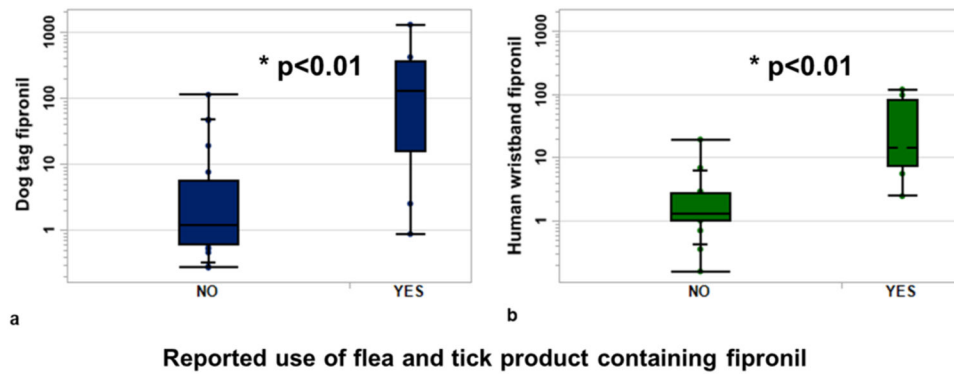 Dog tag fipronil
1000
100
10
1
* p<0.01
NO
YES
a
Human wristband fipronil
1000
100
10
1
* p<0.01
NO
YES
b
Reported use of flea and tick product containing fipronil